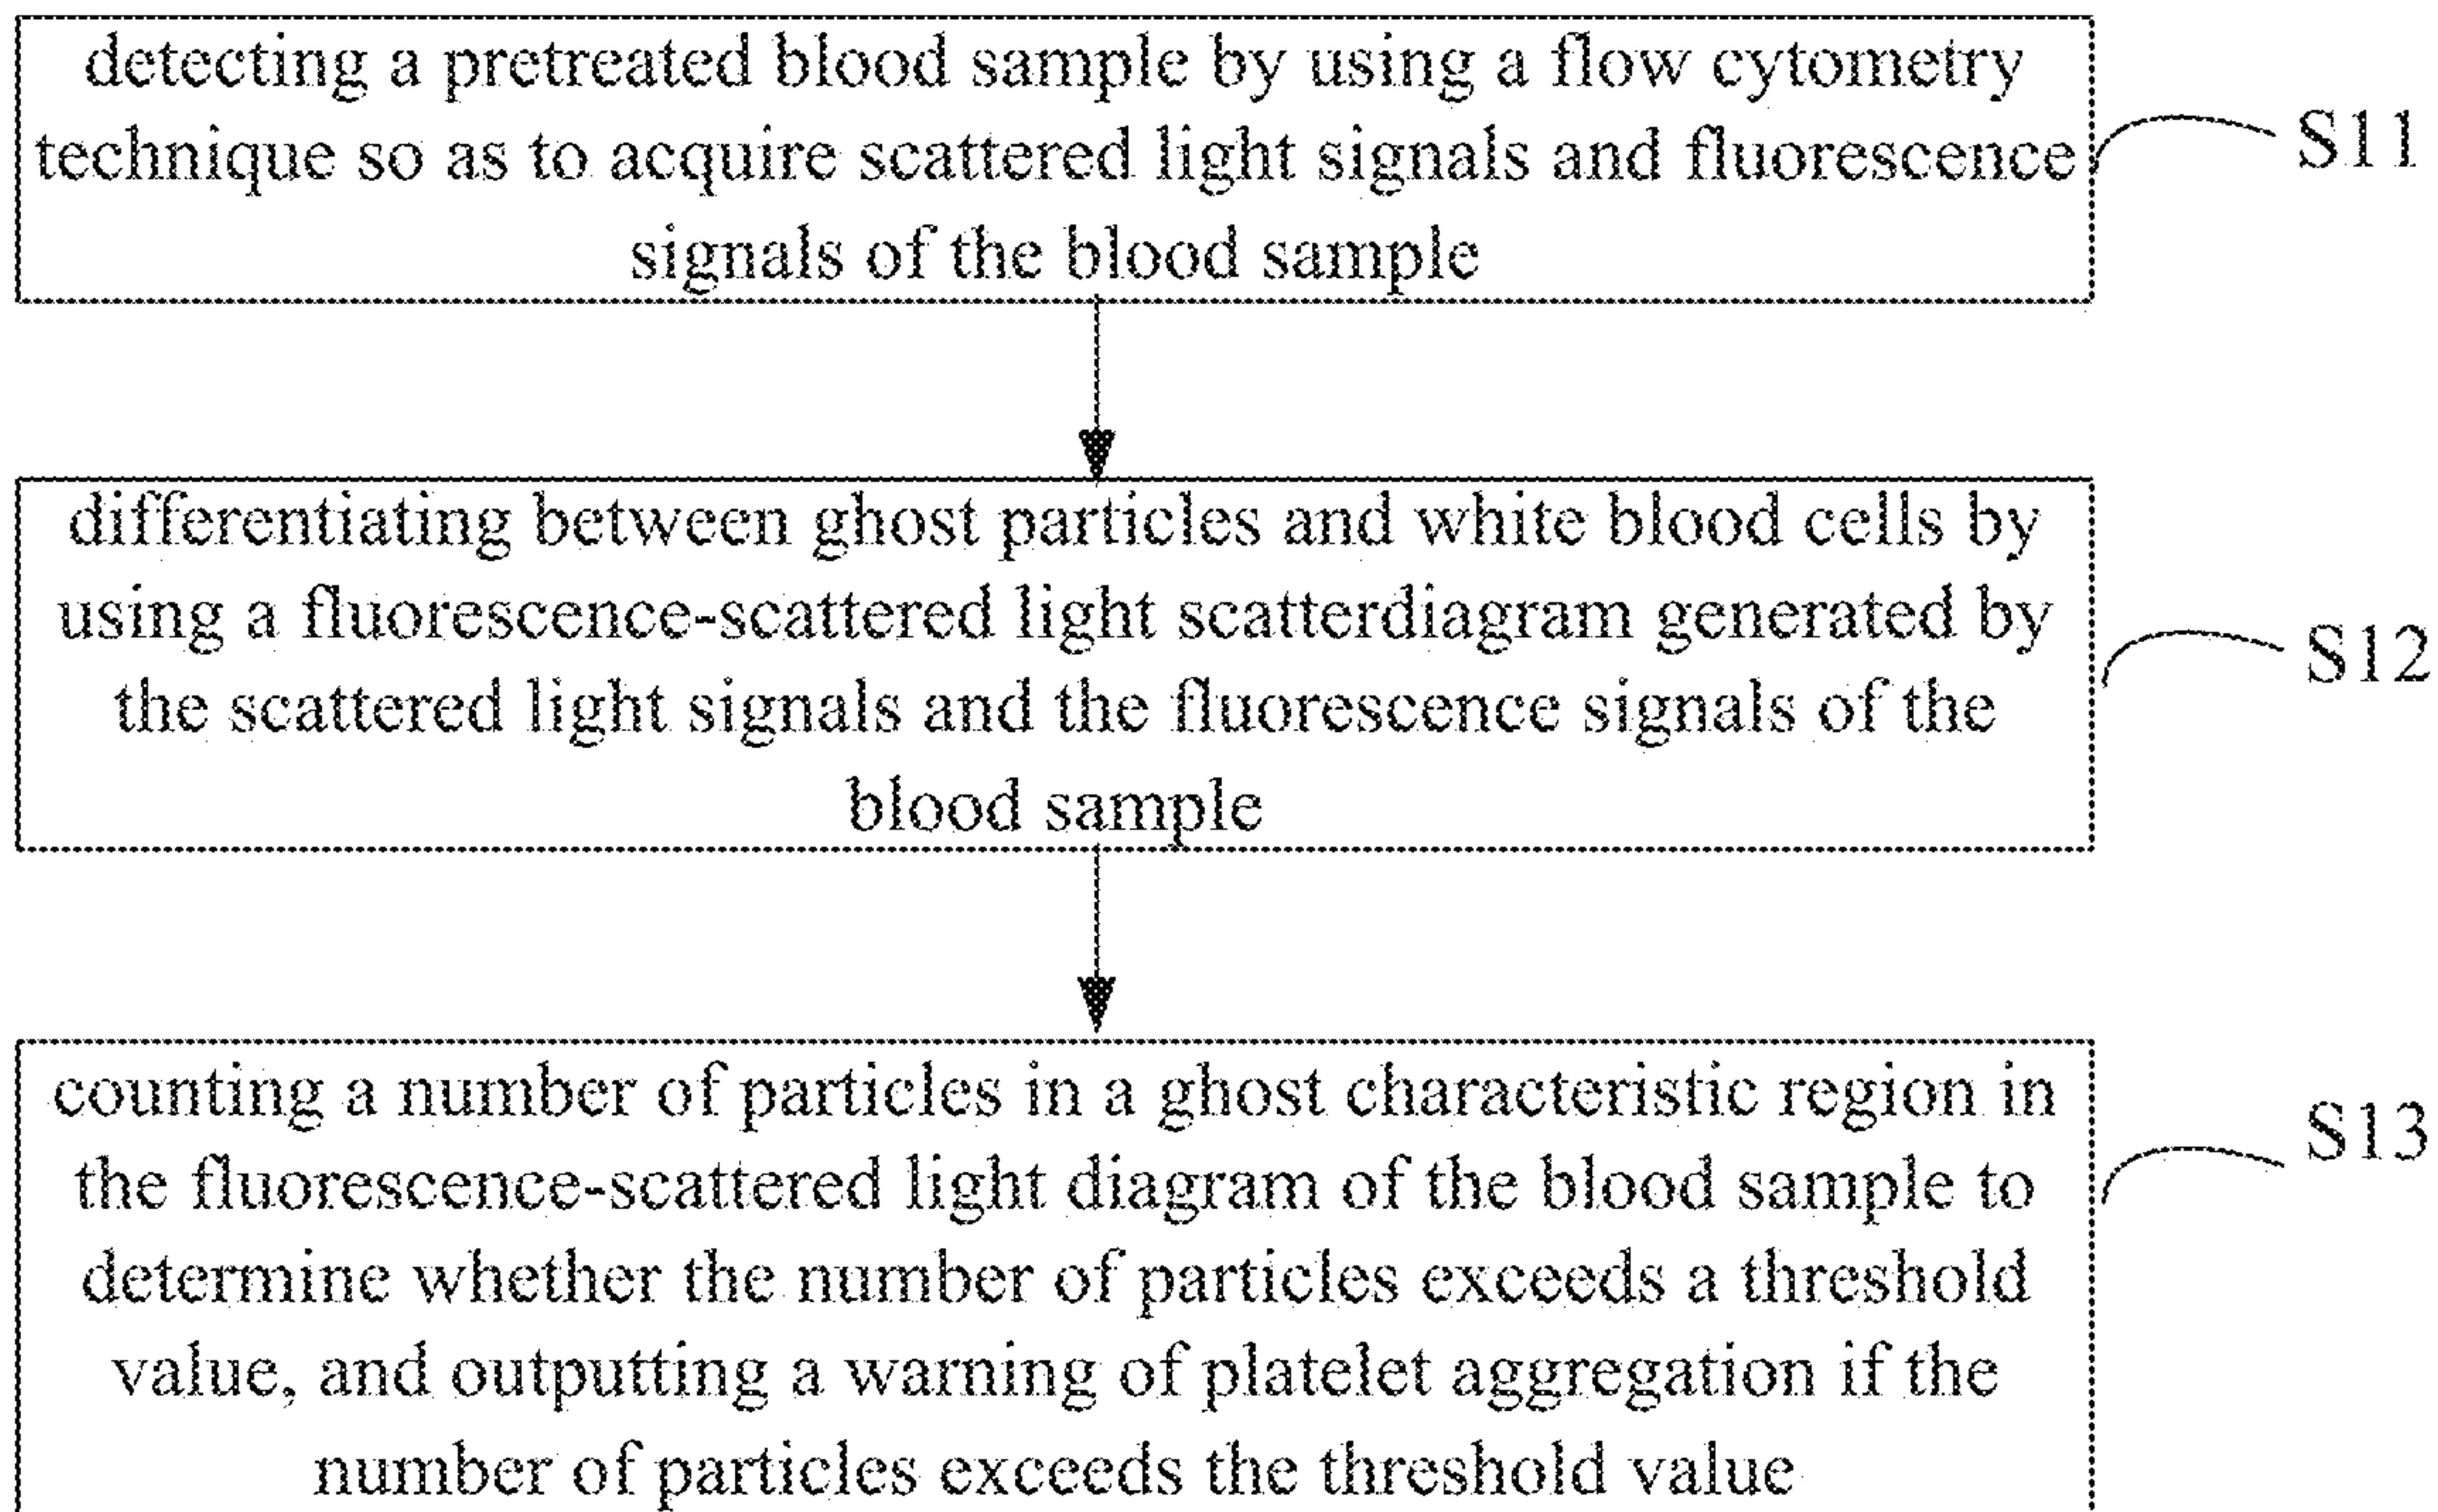 detecting a pretreated blood sample by using a flow cytometry
technique so as to acquire scattered light signals and fluorescence
signals of the blood sample
S11
differentiating between ghost particles and white blood cells by
using a fluorescence-scattered light scatterdiagram generated by
the scattered light signals and the fluorescence signals of the
blood sample
S12
counting a number of particles in a ghost characteristic region in
the fluorescence-scattered light diagram of the blood sample to
determine whether the number of particles exceeds a threshold
value, and outputting a warning of platelet aggregation if the
number of particles exceeds the threshold value
S13